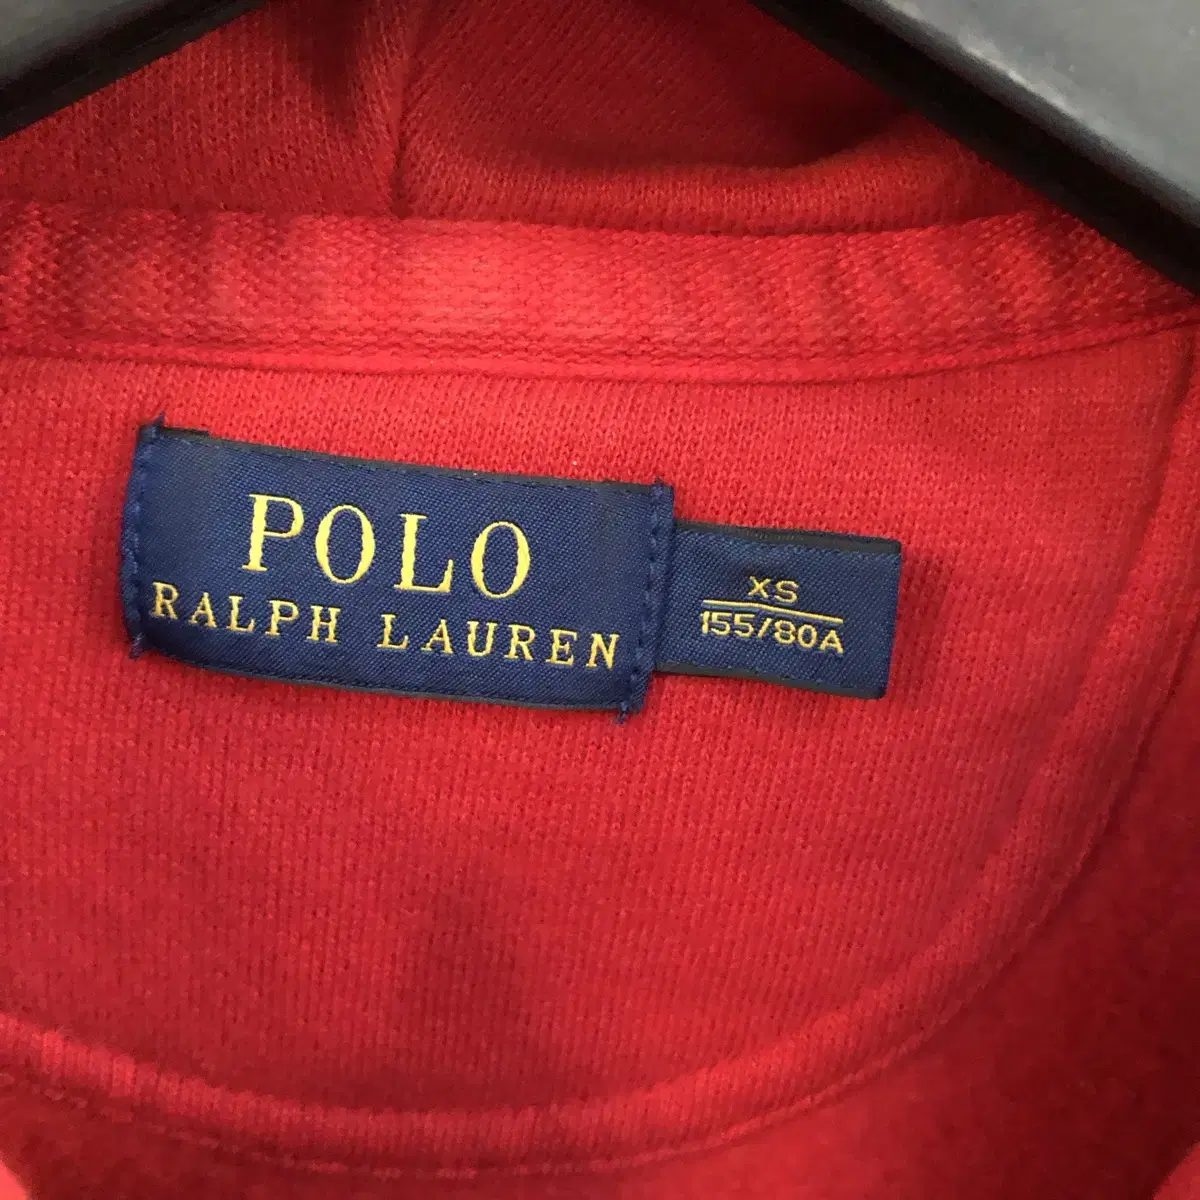 POLO
RALPH LAUREN
XS
155/80A